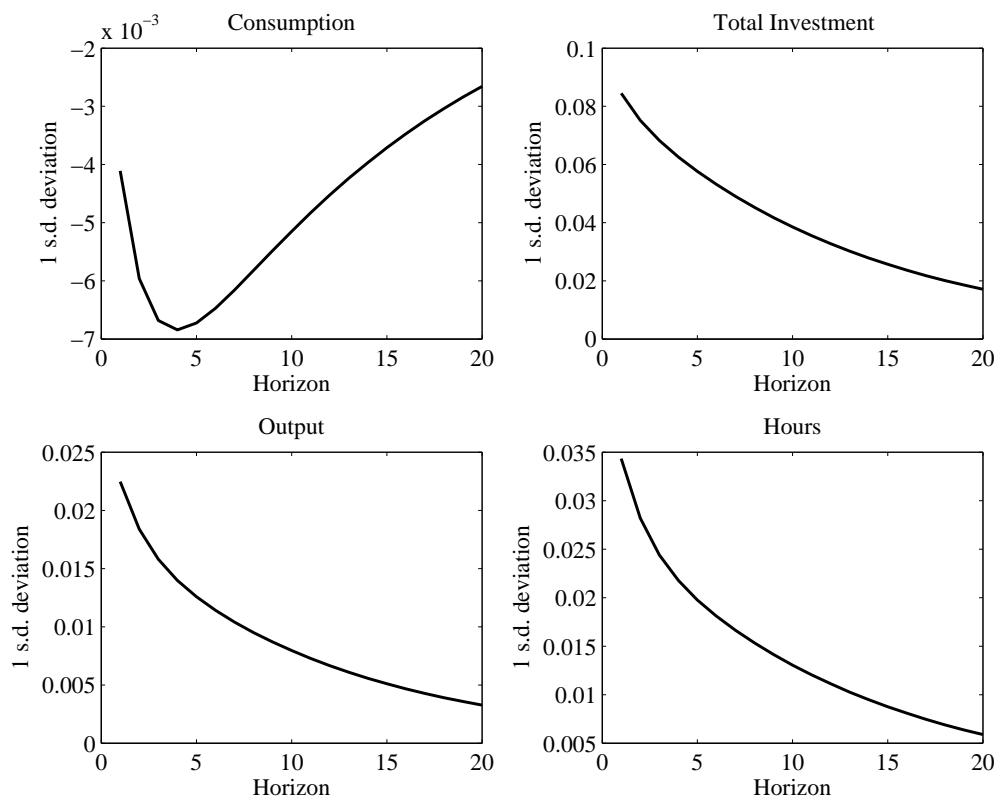 Consumption
x 10⁻³
−2
−3
−4
−5
−6
−7
1 s.d. deviation
0 5 10 15 20
Horizon
Total Investment
0.1
0.08
0.06
0.04
0.02
0
1 s.d. deviation
0 5 10 15 20
Horizon
Output
0.025
0.02
0.015
0.01
0.005
0
1 s.d. deviation
0 5 10 15 20
Horizon
Hours
0.035
0.03
0.025
0.02
0.015
0.01
0.005
1 s.d. deviation
0 5 10 15 20
Horizon